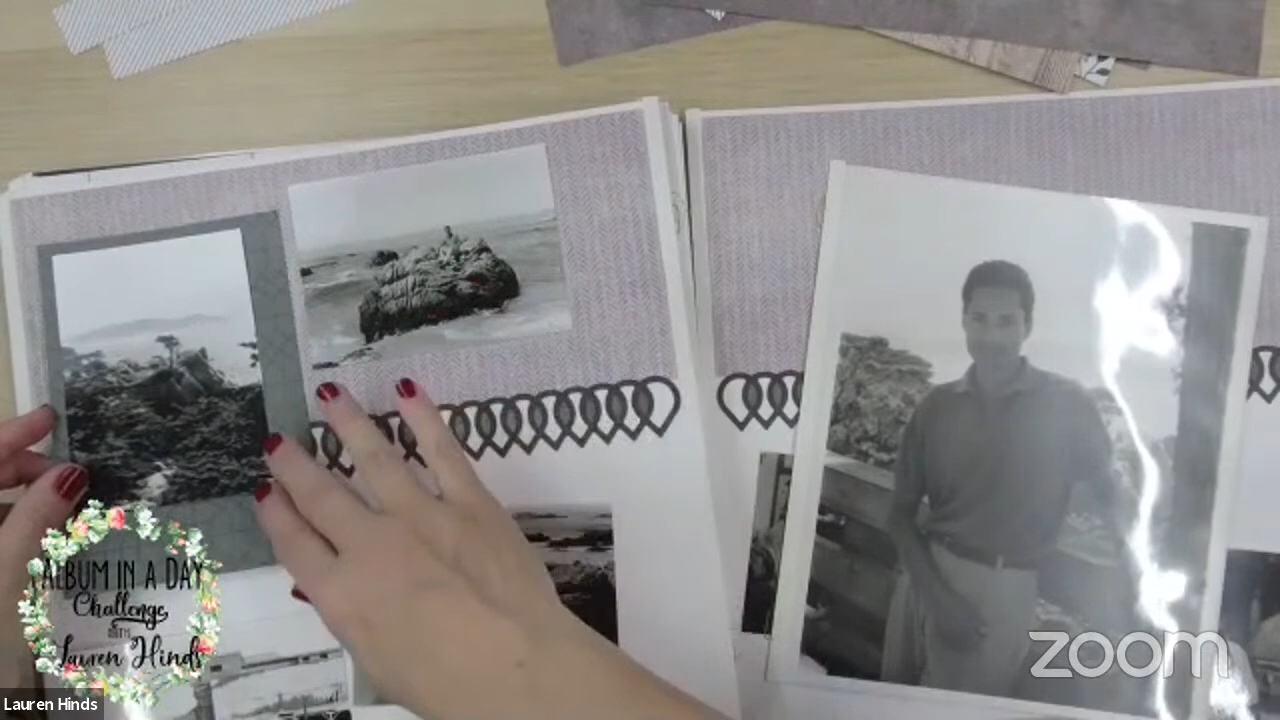 ALBUM IN A DAY
Challenge
WITH
Lauren Hinds
Lauren Hinds
zoom